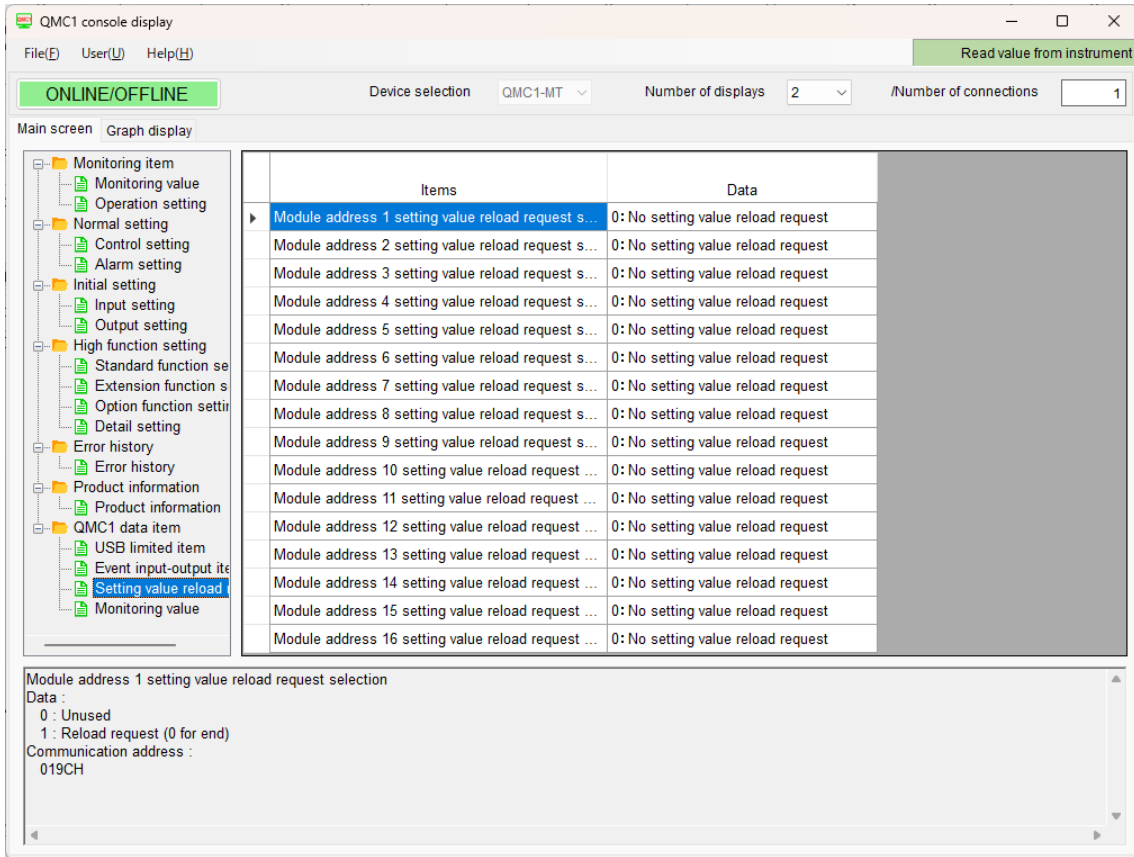 QMC1 console display
File(F) User(U) Help(H)
Read value from instrument
ONLINE/OFFLINE
Device selection QMC1-MT Number of displays 2 /Number of connections 1
Main screen Graph display
Monitoring item
Monitoring value
Operation setting
Normal setting
Control setting
Alarm setting
Initial setting
Input setting
Output setting
High function setting
Standard function se
Extension function s
Option function settin
Detail setting
Error history
Error history
Product information
Product information
QMC1 data item
USB limited item
Event input-output ite
Setting value reload r
Monitoring value
Items Data
Module address 1 setting value reload request s... 0: No setting value reload request
Module address 2 setting value reload request s... 0: No setting value reload request
Module address 3 setting value reload request s... 0: No setting value reload request
Module address 4 setting value reload request s... 0: No setting value reload request
Module address 5 setting value reload request s... 0: No setting value reload request
Module address 6 setting value reload request s... 0: No setting value reload request
Module address 7 setting value reload request s... 0: No setting value reload request
Module address 8 setting value reload request s... 0: No setting value reload request
Module address 9 setting value reload request s... 0: No setting value reload request
Module address 10 setting value reload request ... 0: No setting value reload request
Module address 11 setting value reload request ... 0: No setting value reload request
Module address 12 setting value reload request ... 0: No setting value reload request
Module address 13 setting value reload request ... 0: No setting value reload request
Module address 14 setting value reload request ... 0: No setting value reload request
Module address 15 setting value reload request ... 0: No setting value reload request
Module address 16 setting value reload request ... 0: No setting value reload request
Module address 1 setting value reload request selection
Data :
0 : Unused
1 : Reload request (0 for end)
Communication address :
019CH